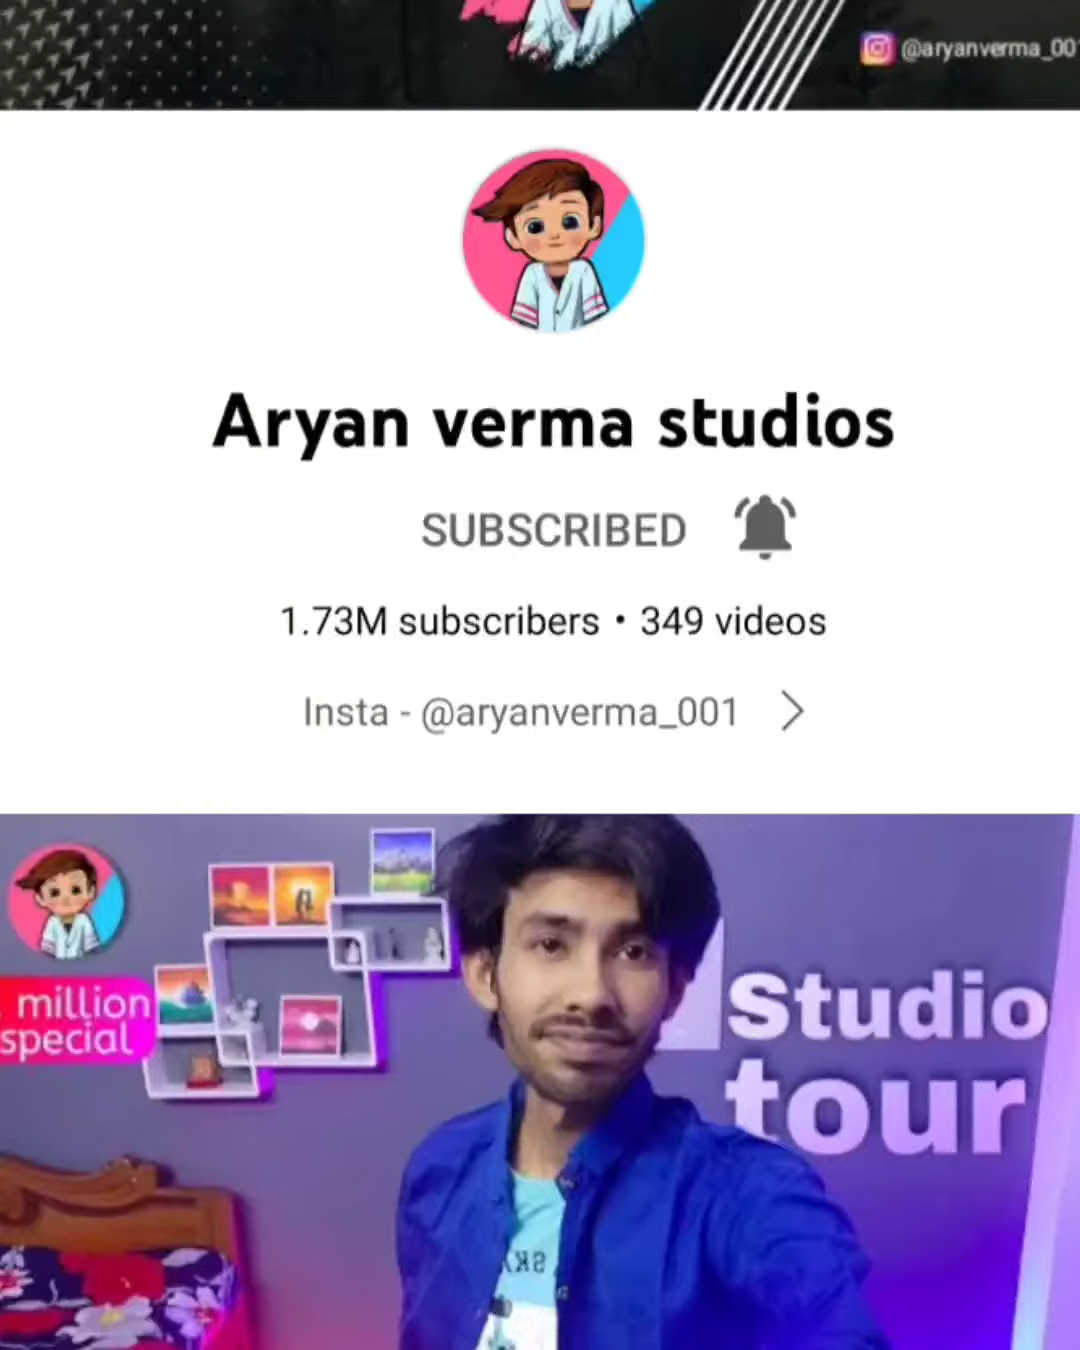 @aryanverma_00
Aryan verma studios
SUBSCRIBED
1.73M subscribers • 349 videos
Insta - @aryanverma_001
million
special
Studio
tour